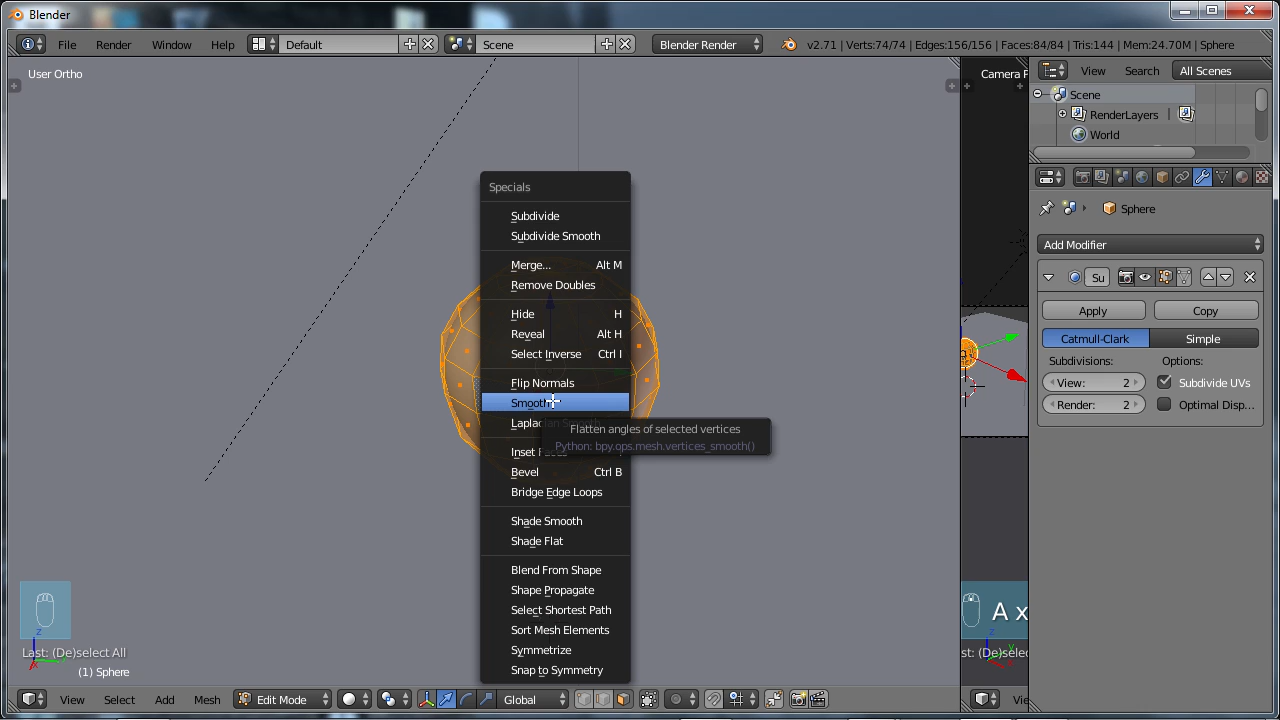 Blender
File Render Window Help Default Scene Blender Render v2.71 | Verts:74/74 | Edges:156/156 | Faces:84/84 | Tris:144 | Mem:24.70M | Sphere
User Ortho
Camera P
View Search All Scenes
Scene
RenderLayers
World
Sphere
Add Modifier
Su
Apply Copy
Catmull-Clark Simple
Subdivisions: Options:
View: 2 Subdivide UVs
Render: 2 Optimal Disp...
Specials
Subdivide
Subdivide Smooth
Merge... Alt M
Remove Doubles
Hide H
Reveal Alt H
Select Inverse Ctrl I
Flip Normals
Smooth
Flatten angles of selected vertices
Python: bpy.ops.mesh.vertices_smooth()
Bevel Ctrl B
Bridge Edge Loops
Shade Smooth
Shade Flat
Blend From Shape
Shape Propagate
Select Shortest Path
Sort Mesh Elements
Symmetrize
Snap to Symmetry
z
x
Last: (De)select All
(1) Sphere
A x
st: (De)selec
View Select Add Mesh Edit Mode Global Vie